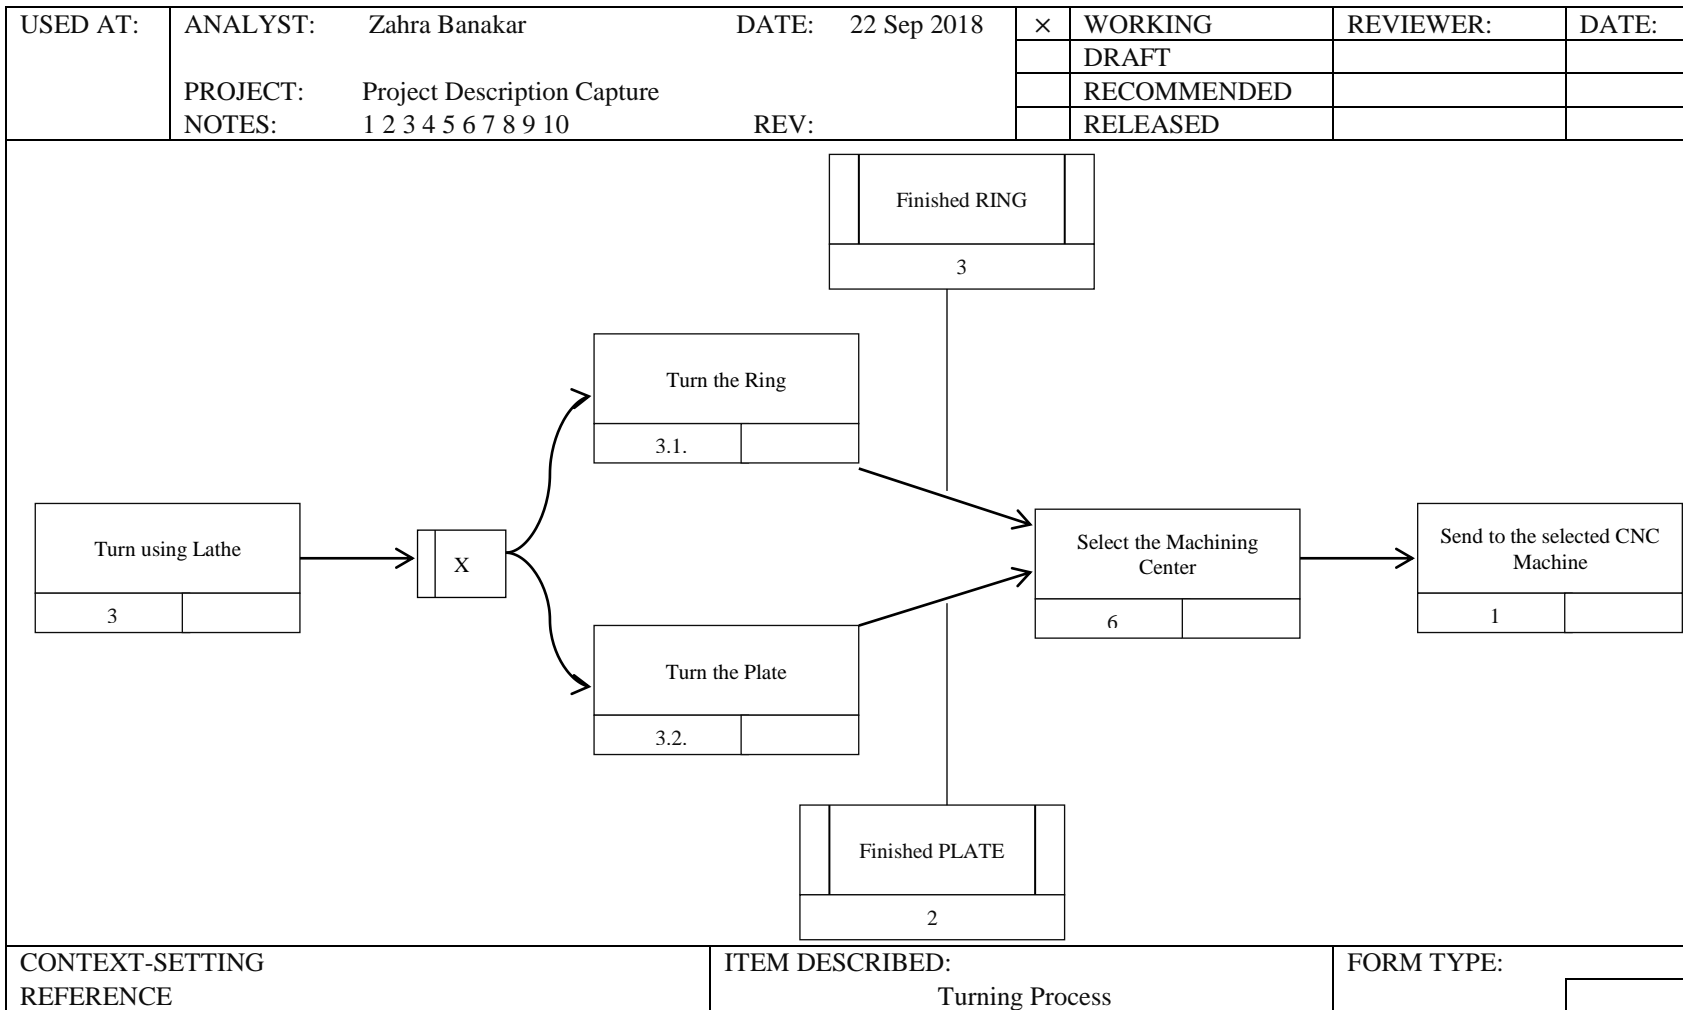 USED AT: ANALYST: Zahra Banakar DATE: 22 Sep 2018 × WORKING REVIEWER: DATE:
DRAFT
PROJECT: Project Description Capture RECOMMENDED
NOTES: 1 2 3 4 5 6 7 8 9 10 REV: RELEASED
Finished RING
3
Turn the Ring
3.1.
Turn using Lathe
3
X
Select the Machining
Center
6
Send to the selected CNC
Machine
1
Turn the Plate
3.2.
Finished PLATE
2
CONTEXT-SETTING ITEM DESCRIBED: FORM TYPE:
REFERENCE Turning Process